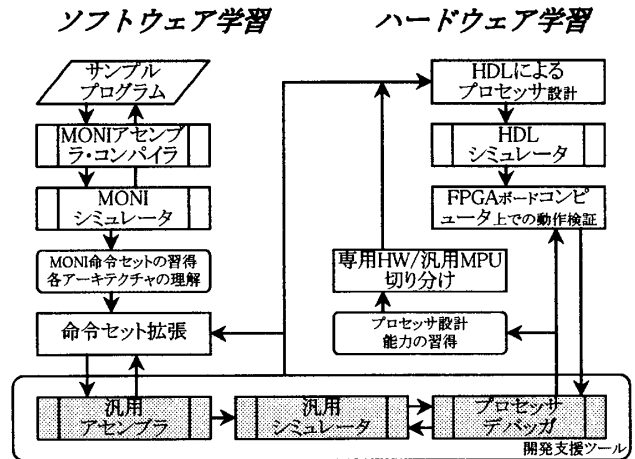 ソフトウェア学習
ハードウェア学習
サンプル
プログラム
MONIアセンブ
ラ・コンパイラ
MONI
シミュレータ
MONI命令セットの習得
各アーキテクチャの理解
命令セット拡張
HDLによる
プロセッサ設計
HDL
シミュレータ
FPGAボードコンピ
ュータ上での動作検証
専用HW/汎用MPU
切り分け
プロセッサ設計
能力の習得
汎用
アセンブラ
汎用
シミュレータ
プロセッサ
デバッガ
開発支援ツール